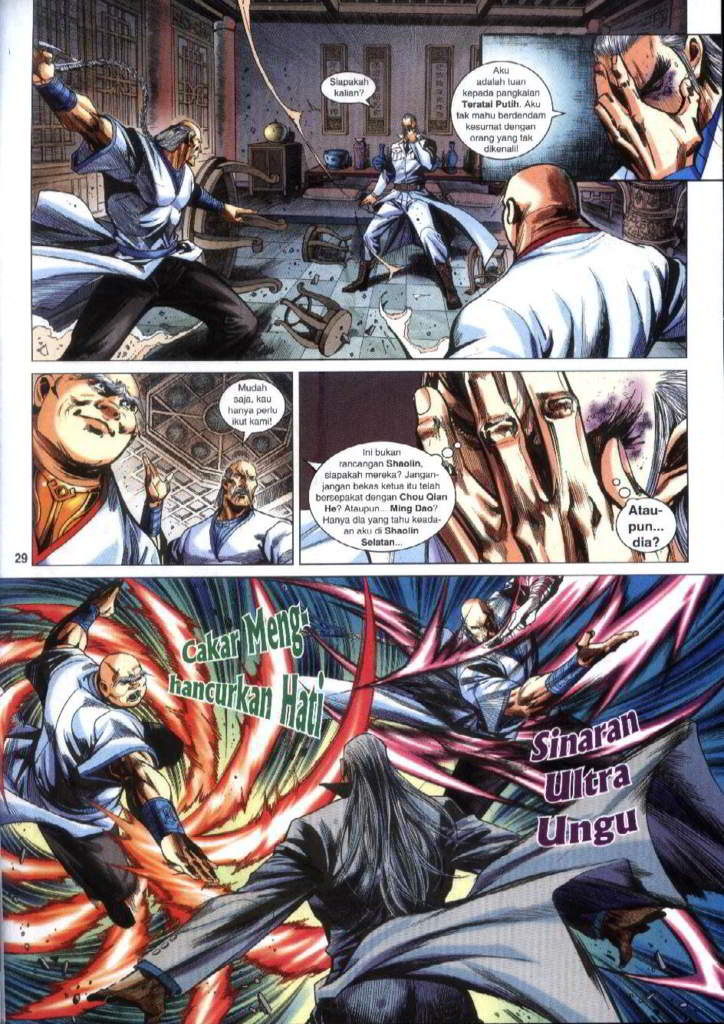 Siapakah
kalian?
Aku
adalah tuan
kepada pangkalan
Teratai Putih. Aku
tak mahu berdendam
kesumat dengan
orang yang tak
dikenali!
Mudah
saja, kau
hanya perlu
ikut kami!
Ini bukan
rancangan Shaolin,
siapakah mereka? Jangan-
jangan bekas ketua itu telah
bersepakat dengan Chou Qian
He? Ataupun... Ming Dao?
Hanya dia yang tahu keada-
an aku di Shaolin
Selatan...
Atau-
pun...
dia?
29
Cakar Meng-
hancurkan Hati
Sinaran
Ultra
Ungu